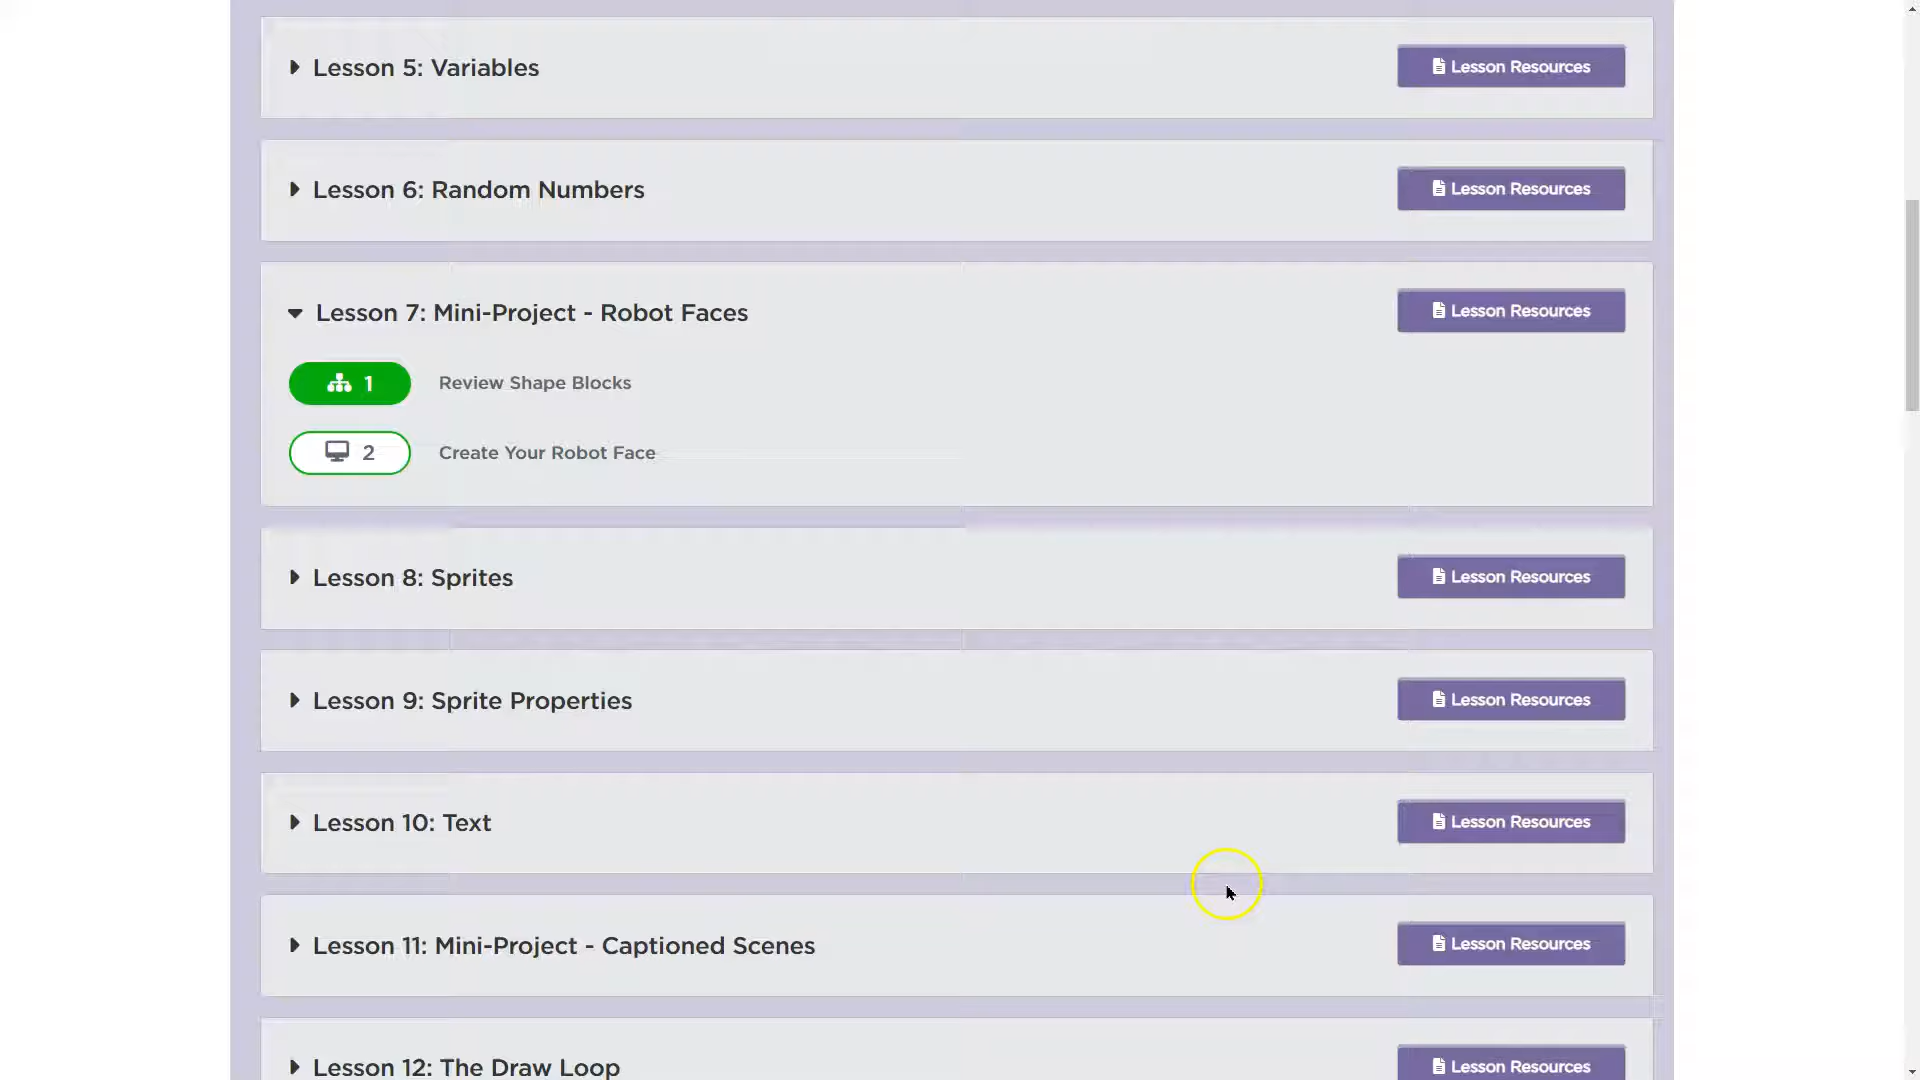 Lesson 5: Variables
Lesson Resources
Lesson 6: Random Numbers
Lesson Resources
Lesson 7: Mini-Project - Robot Faces
Lesson Resources
1 Review Shape Blocks
2 Create Your Robot Face
Lesson 8: Sprites
Lesson Resources
Lesson 9: Sprite Properties
Lesson Resources
Lesson 10: Text
Lesson Resources
Lesson 11: Mini-Project - Captioned Scenes
Lesson Resources
Lesson 12: The Draw Loop
Lesson Resources